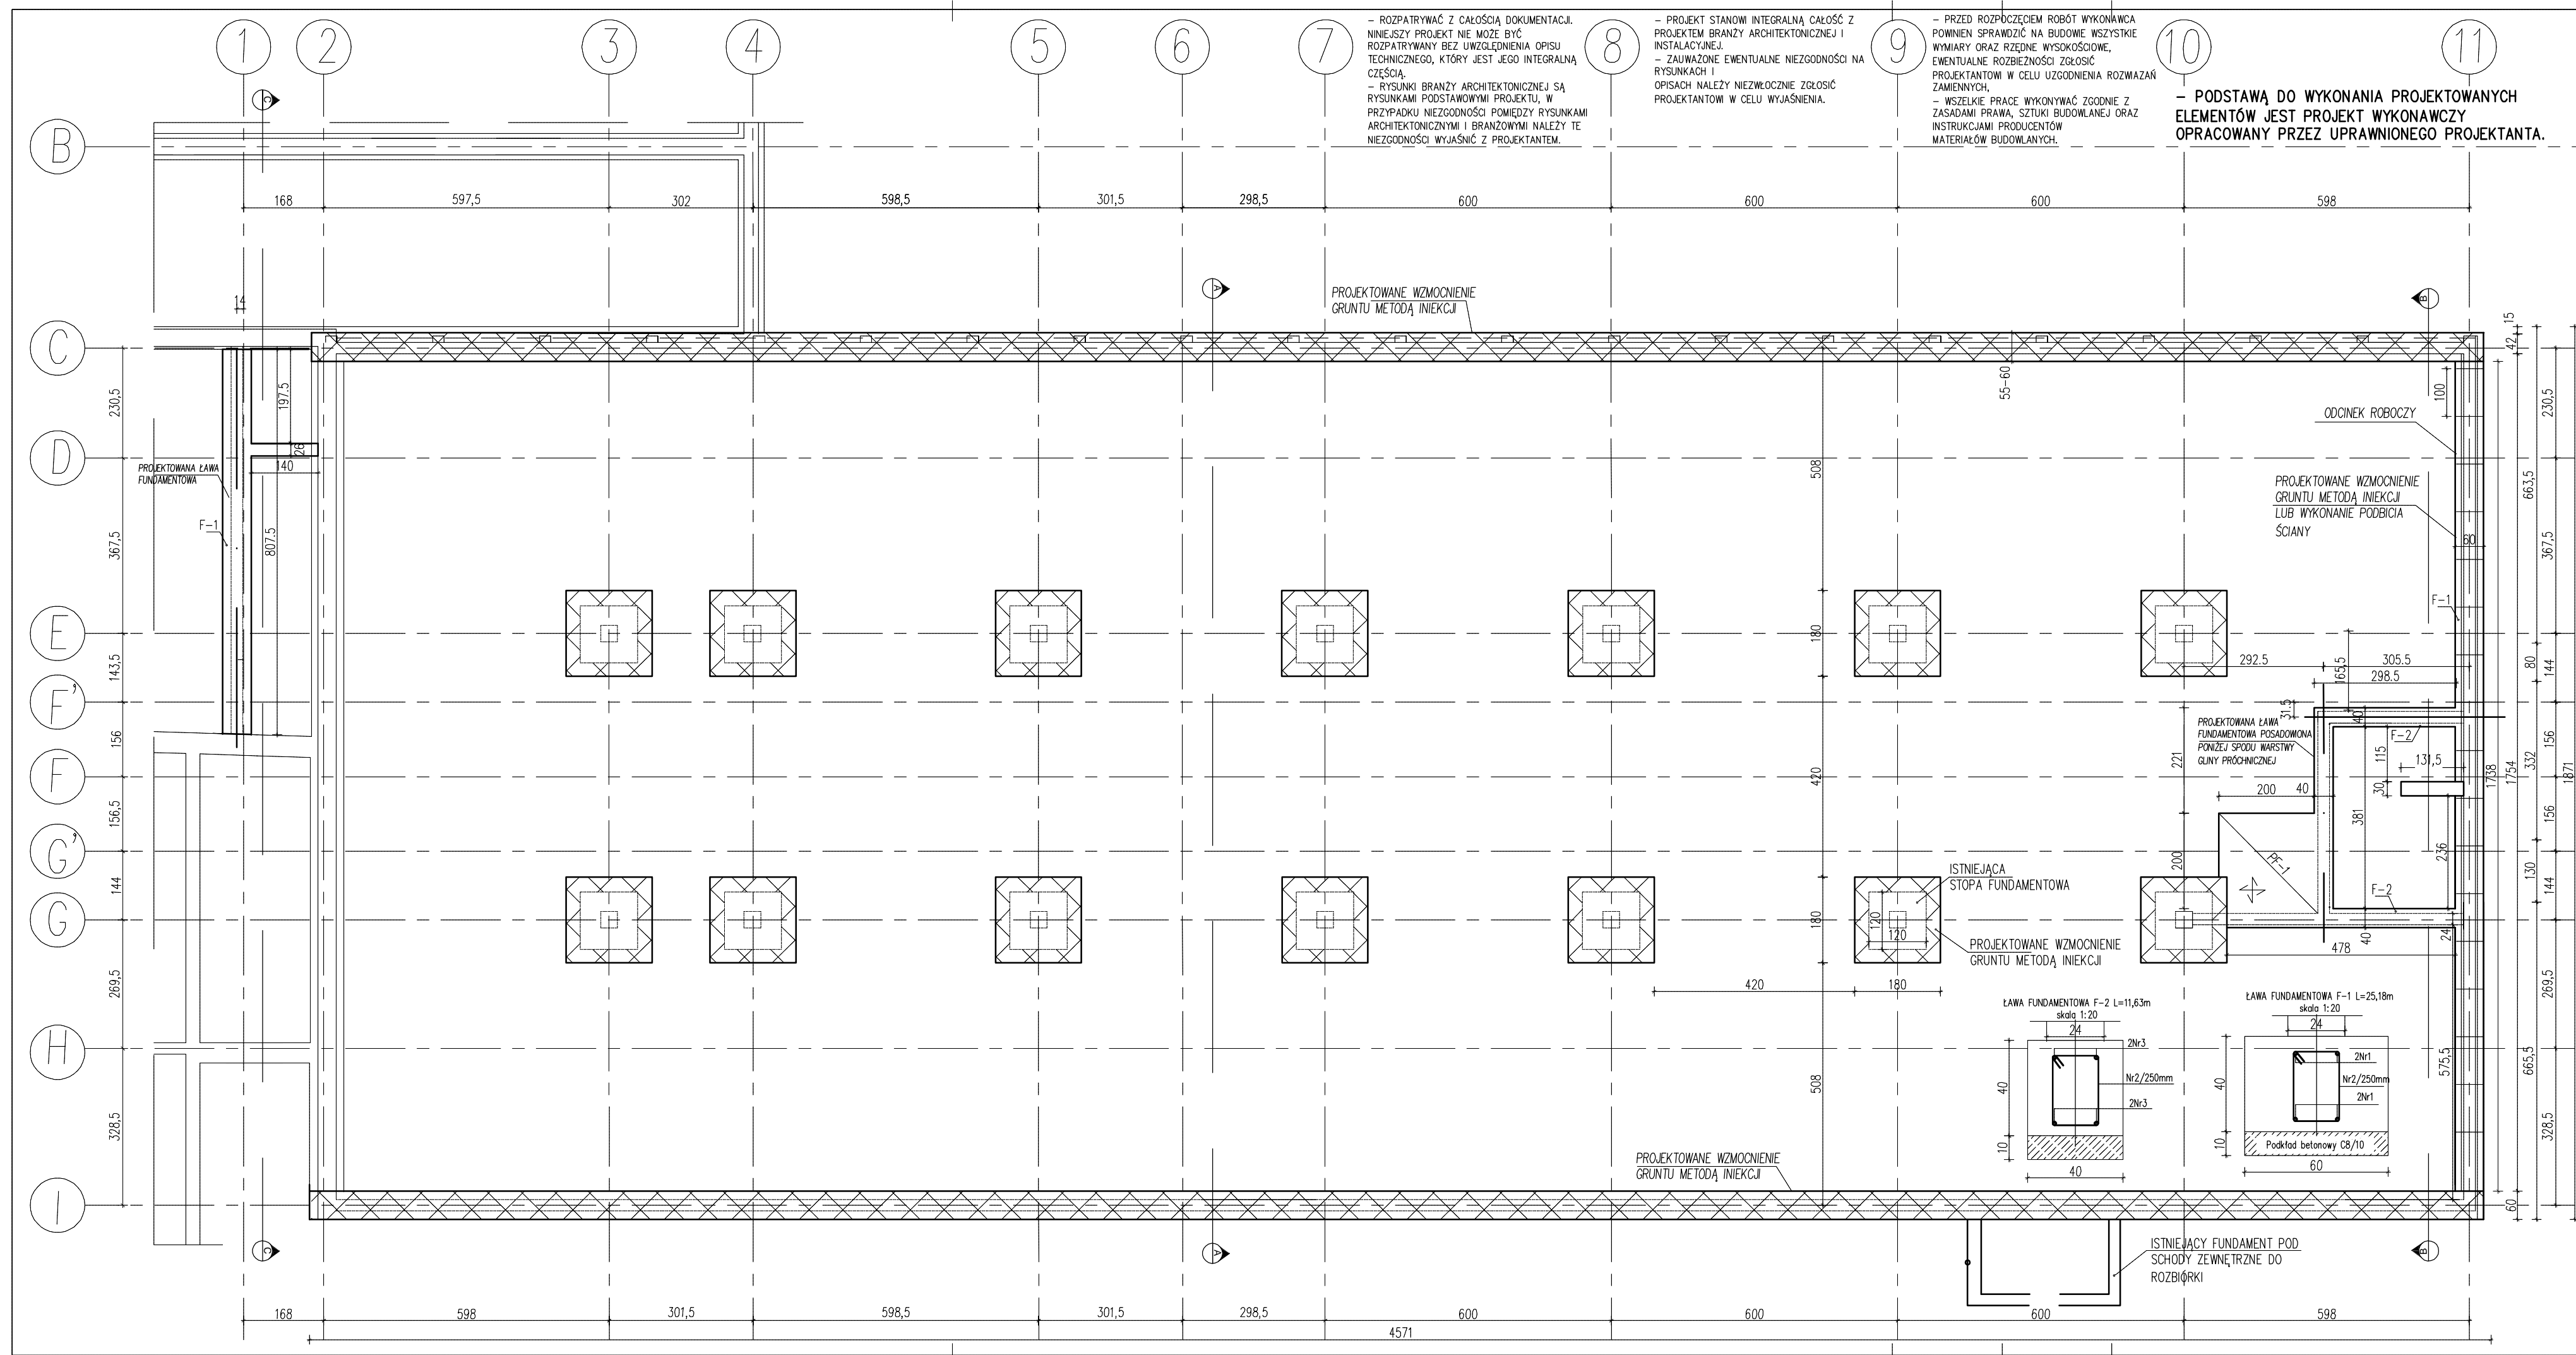 1
2
3
4
5
6
7
8
9
10
11
– ROZPATRYWAĆ Z CAŁOŚCIĄ DOKUMENTACJI.
NINIEJSZY PROJEKT NIE MOŻE BYĆ
ROZPATRYWANY BEZ UWZGLĘDNIENIA OPISU
TECHNICZNEGO, KTÓRY JEST JEGO INTEGRALNĄ
CZĘŚCIĄ.
– RYSUNKI BRANŻY ARCHITEKTONICZNEJ SĄ
RYSUNKAMI PODSTAWOWYMI PROJEKTU, W
PRZYPADKU NIEZGODNOŚCI POMIĘDZY RYSUNKAMI
ARCHITEKTONICZNYMI I BRANŻOWYMI NALEŻY TE
NIEZGODNOŚCI WYJAŚNIĆ Z PROJEKTANTEM.
– PROJEKT STANOWI INTEGRALNĄ CAŁOŚĆ Z
PROJEKTEM BRANŻY ARCHITEKTONICZNEJ I
INSTALACYJNEJ.
– ZAUWAŻONE EWENTUALNE NIEZGODNOŚCI NA
RYSUNKACH I
OPISACH NALEŻY NIEZWŁOCZNIE ZGŁOSIĆ
PROJEKTANTOWI W CELU WYJAŚNIENIA.
– PRZED ROZPOCZĘCIEM ROBÓT WYKONAWCA
POWINIEN SPRAWDZIĆ NA BUDOWIE WSZYSTKIE
WYMIARY ORAZ RZĘDNE WYSOKOŚCIOWE,
EWENTUALNE ROZBIEŻNOŚCI ZGŁOSIĆ
PROJEKTANTOWI W CELU UZGODNIENIA ROZWIAZAŃ
ZAMIENNYCH,
– WSZELKIE PRACE WYKONYWAĆ ZGODNIE Z
ZASADAMI PRAWA, SZTUKI BUDOWLANEJ ORAZ
INSTRUKCJAMI PRODUCENTÓW
MATERIAŁÓW BUDOWLANYCH.
– PODSTAWĄ DO WYKONANIA PROJEKTOWANYCH
ELEMENTÓW JEST PROJEKT WYKONAWCZY
OPRACOWANY PRZEZ UPRAWNIONEGO PROJEKTANTA.
C
B
168
597,5
302
598,5
301,5
298,5
600
600
600
598
A
B
14
PROJEKTOWANE WZMOCNIENIE
GRUNTU METODĄ INIEKCJI
C
15
42
230,5
197.5
26
140
55-60
100
230,5
ODCINEK ROBOCZY
D
PROJEKTOWANA ŁAWA
FUNDAMENTOWA
F-1
367,5
807.5
508
PROJEKTOWANE WZMOCNIENIE
GRUNTU METODĄ INIEKCJI
LUB WYKONANIE PODBICIA
ŚCIANY
60
663,5
367,5
F-1
E
143,5
180
165,5
292.5
305.5
298.5
80
144
F'
31.5
40
F-2
PROJEKTOWANA ŁAWA
FUNDAMENTOWA POSADOWIONA
PONIŻEJ SPODU WARSTWY
GLINY PRÓCHNICZNEJ
156
420
221
115
131,5
30
200
40
381
332
156
1738
1754
1871
F
156,5
156
G'
144
200
PF-1
236
130
144
ISTNIEJĄCA
STOPA FUNDAMENTOWA
F-2
G
180
120
120
40
24
478
PROJEKTOWANE WZMOCNIENIE
GRUNTU METODĄ INIEKCJI
420
180
269,5
269,5
ŁAWA FUNDAMENTOWA F-2 L=11,63m
skala 1:20
24
2Nr3
Nr2/250mm
2Nr3
40
10
40
ŁAWA FUNDAMENTOWA F-1 L=25,18m
skala 1:20
24
2Nr1
Nr2/250mm
2Nr1
40
10
Podkład betonowy C8/10
60
H
328,5
508
575,5
665,5
328,5
PROJEKTOWANE WZMOCNIENIE
GRUNTU METODĄ INIEKCJI
I
60
C
A
B
ISTNIEJĄCY FUNDAMENT POD
SCHODY ZEWNĘTRZNE DO
ROZBIÓRKI
168
598
301,5
598,5
301,5
298,5
600
600
600
598
4571